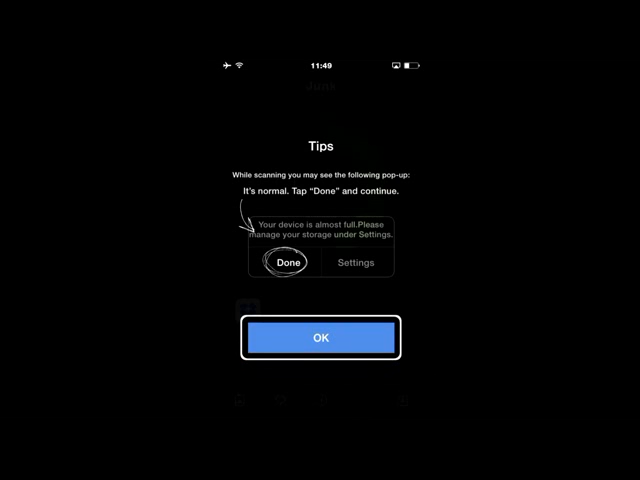 11:49
Junk
Tips
While scanning you may see the following pop-up:
It's normal. Tap “Done” and continue.
Your device is almost full.Please
manage your storage under Settings.
Done
Settings
OK